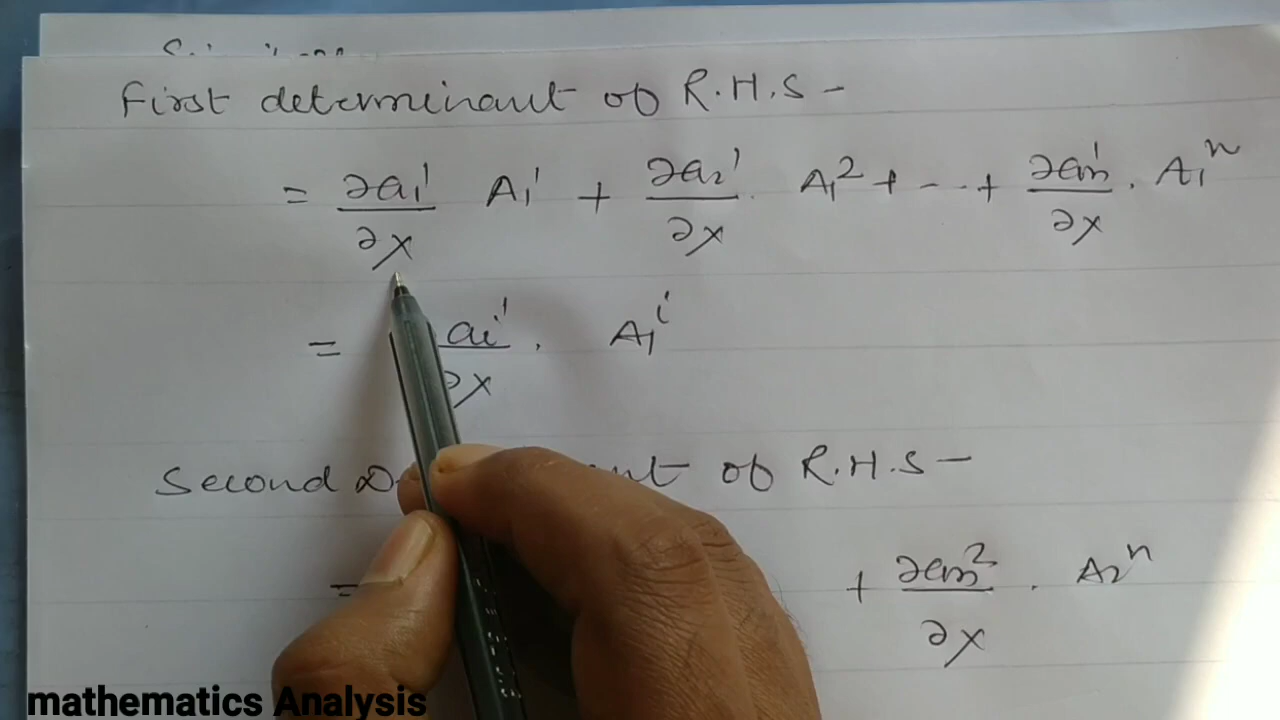 First determinant of R.H.S –
= ∂a₁¹/∂x A₁¹ + ∂a₂¹/∂x . A₁² + - - + ∂aₙ¹/∂x . A₁ⁿ
= aᵢ¹/∂x . A₁ⁱ
Second of R.H.S –
= + ∂aₙ²/∂x . A₂ⁿ
mathematics Analysis